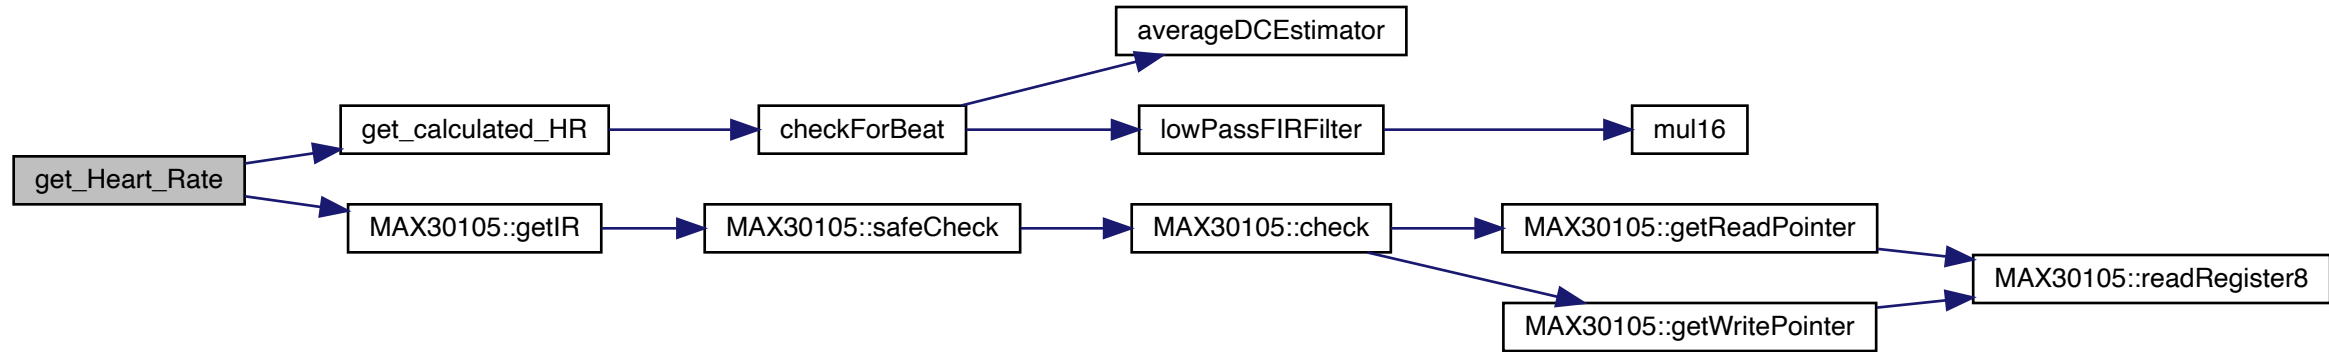 averageDCEstimator
get_calculated_HR
checkForBeat
lowPassFIRFilter
mul16
get_Heart_Rate
MAX30105::getIR
MAX30105::safeCheck
MAX30105::check
MAX30105::getReadPointer
MAX30105::readRegister8
MAX30105::getWritePointer